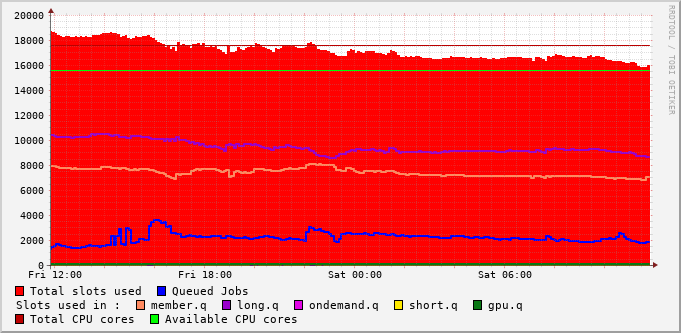 20000
18000
16000
14000
12000
10000
8000
6000
4000
2000
0
Fri 12:00 Fri 18:00 Sat 00:00 Sat 06:00
Total slots used Queued Jobs
Slots used in : member.q long.q ondemand.q short.q gpu.q
Total CPU cores Available CPU cores
RRDTOOL / TOBI OETIKER